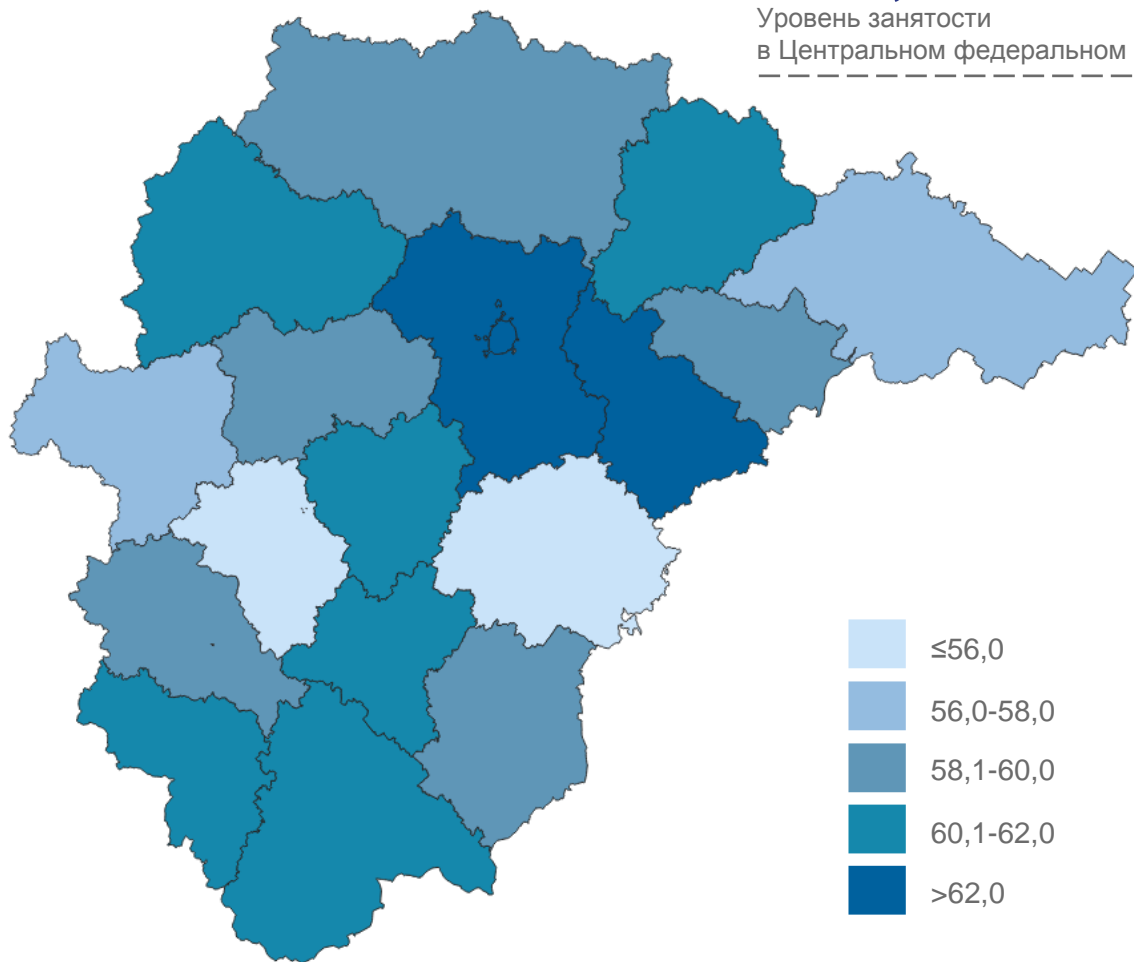 Уровень занятости
в Центральном федеральном
≤56,0
56,0-58,0
58,1-60,0
60,1-62,0
>62,0